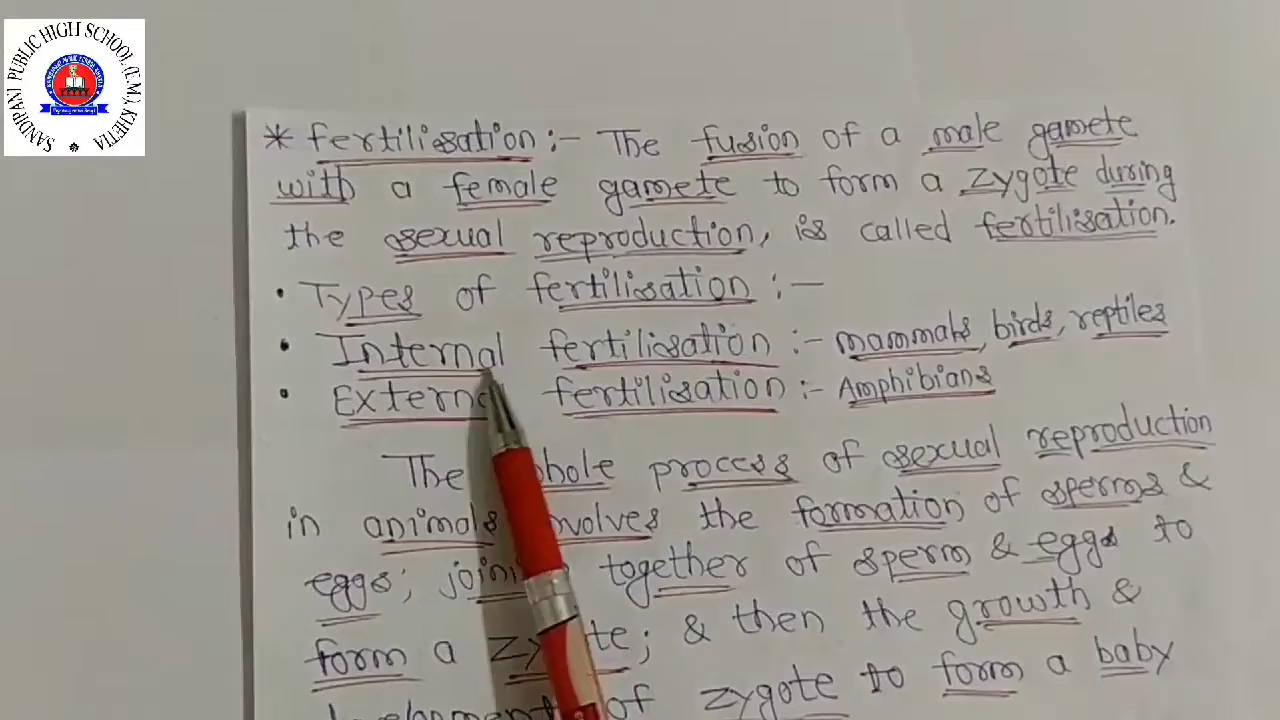 SANDIPANI PUBLIC HIGH SCHOOL (E.M.), KHETIA
* Fertilisation :- The fusion of a male gamete
with a female gamete to form a zygote during
the sexual reproduction, is called fertilisation.
• Types of fertilisation :-
• Internal fertilisation :- mammals, birds, reptiles
• External fertilisation :- Amphibians
The whole process of sexual reproduction
in animals involves the formation of sperms &
eggs; joining together of sperm & eggs to
form a zygote; & then the growth &
development of zygote to form a baby